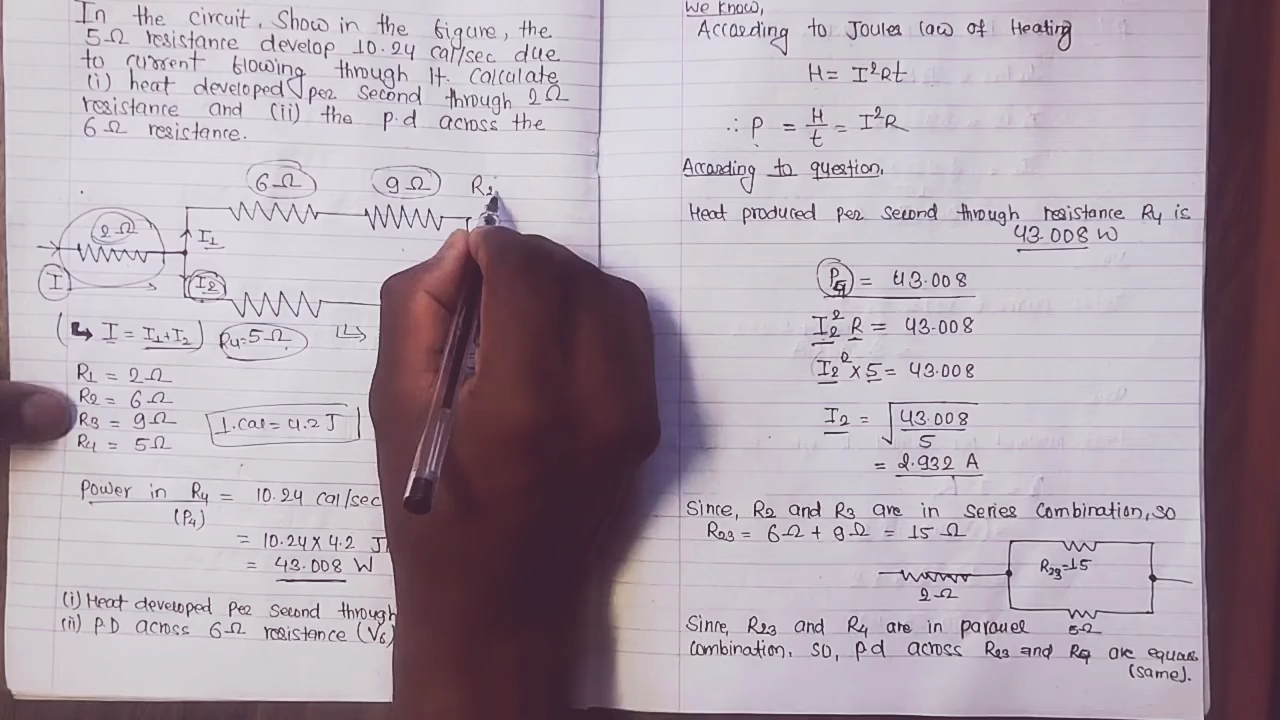 In the circuit. Show in the figure, the
5Ω resistance develop 10.24 cal/sec due
to current flowing through it. calculate
(i) heat developed per second through 2Ω
resistance and (ii) the p.d across the
6Ω resistance.
6Ω 9Ω R2
2Ω
I1
I
I2
(↳ I = I1+I2) R4=5Ω
R1 = 2Ω
R2 = 6Ω
R3 = 9Ω
R4 = 5Ω
1.cal = 4.2 J
Power in R4 = 10.24 cal/sec
(P4)
= 10.24 x 4.2 J
= 43.008 W
(i) Heat developed per second through
(ii) P.D across 6Ω resistance (V6)
We know,
According to Joules law of Heating
H = I²Rt
∴ P = H/t = I²R
According to question,
Heat produced per second through resistance R4 is
43.008 W
P4 = 43.008
I2² R = 43.008
I2² x 5 = 43.008
I2 = √43.008/5
= 2.932 A
Since, R2 and R3 are in series combination, so
R23 = 6Ω + 9Ω = 15Ω
R23=15
2Ω
5Ω
Since, R23 and R4 are in parallel
combination. so, pd across R23 and R4 are equal
(same).